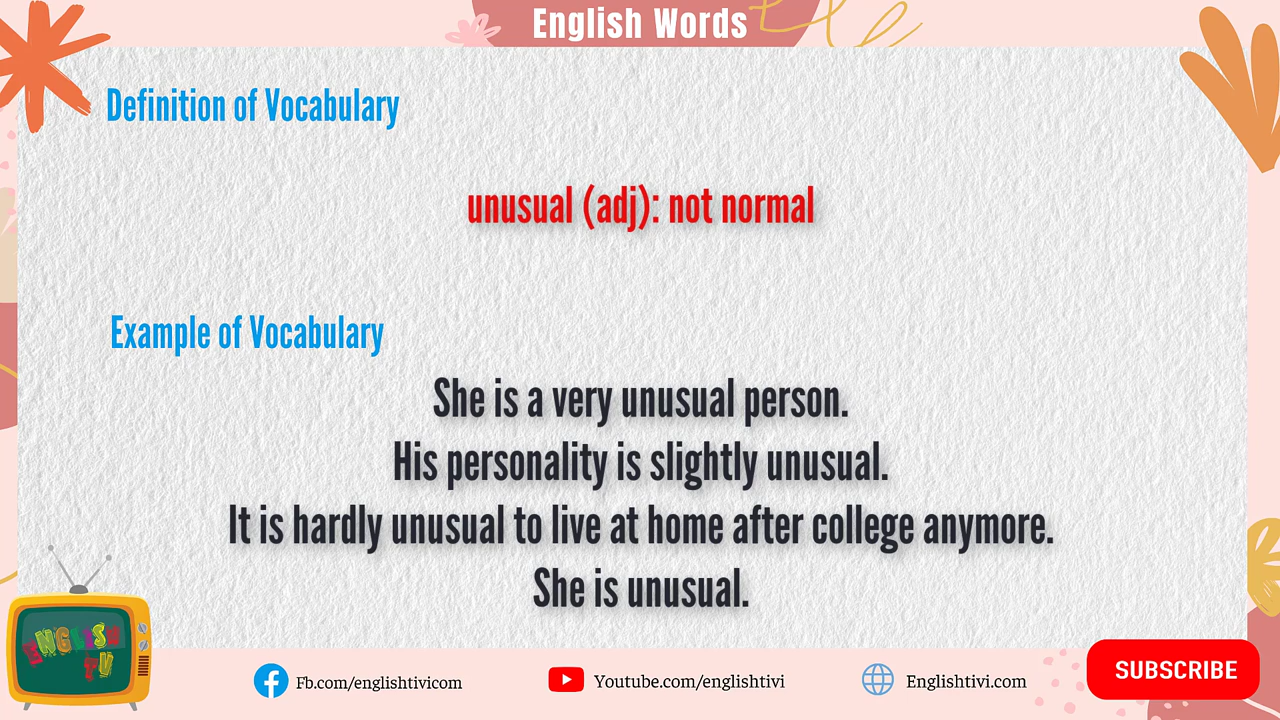 English Words
Definition of Vocabulary
unusual (adj): not normal
Example of Vocabulary
She is a very unusual person.
His personality is slightly unusual.
It is hardly unusual to live at home after college anymore.
She is unusual.
ENGLISH
TV
Fb.com/englishtivicom
Youtube.com/englishtivi
Englishtivi.com
SUBSCRIBE